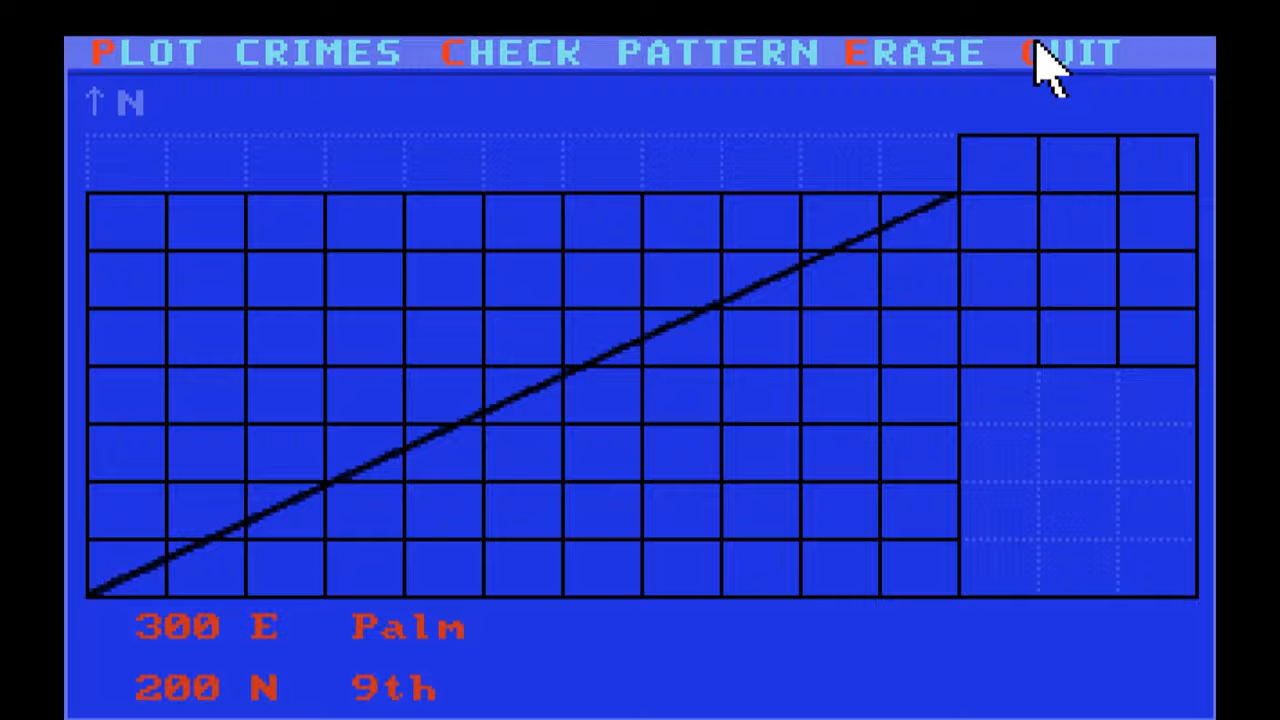 PLOT CRIMES CHECK PATTERN ERASE QUIT
↑ N
300 E Palm
200 N 9th